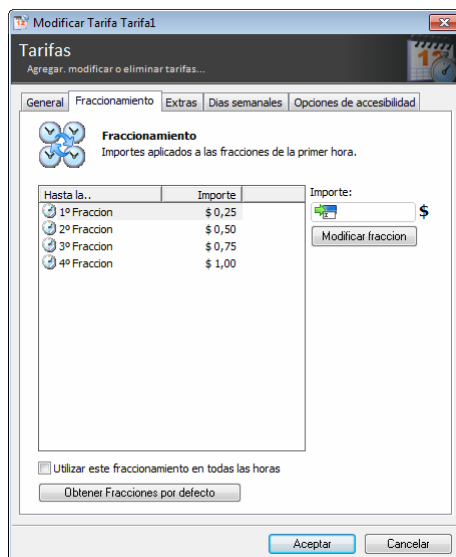 Modificar Tarifa Tarifa1
Tarifas
Agregar. modificar o eliminar tarifas...
General Fraccionamiento Extras Dias semanales Opciones de accesibilidad
Fraccionamiento
Importes aplicados a las fracciones de la primer hora.
Hasta la.. Importe
1º Fraccion $ 0,25
2º Fraccion $ 0,50
3º Fraccion $ 0,75
4º Fraccion $ 1,00
Importe:
$
Modificar fraccion
Utilizar este fraccionamiento en todas las horas
Obtener Fracciones por defecto
Aceptar Cancelar